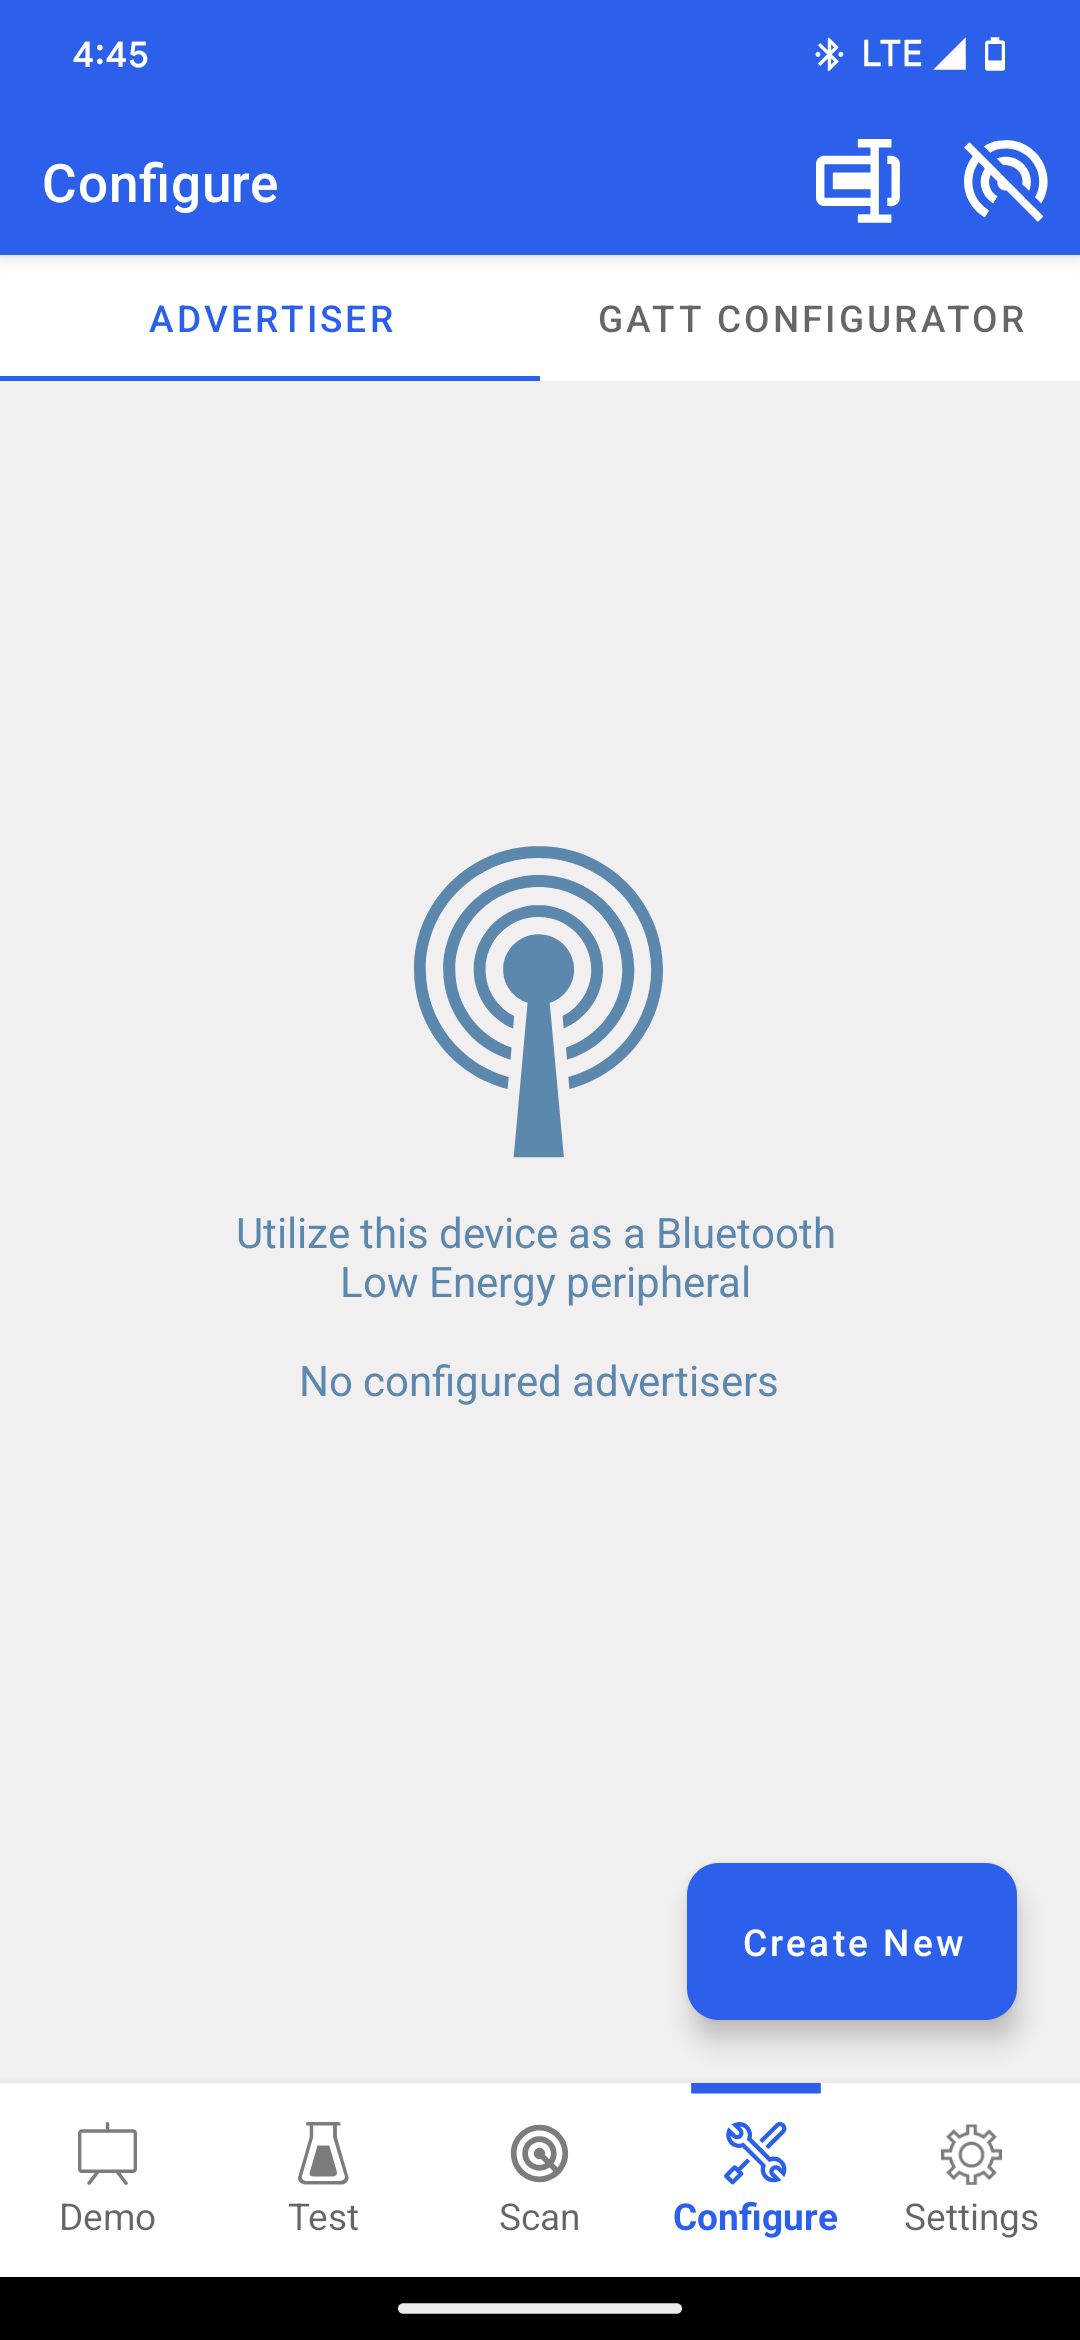 4:45
LTE
Configure
ADVERTISER
GATT CONFIGURATOR
Utilize this device as a Bluetooth
Low Energy peripheral
No configured advertisers
Create New
Demo
Test
Scan
Configure
Settings